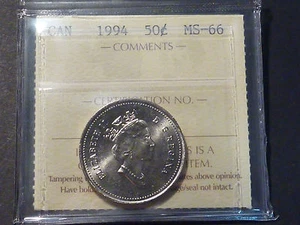 CAN 1994 50¢ MS-66
— COMMENTS —
CERTIFICATION NO. —
ELIZABETH II D·G·REGINA
IS A
TEM.
Tampering
es above opinion.
Have
seal not intact.